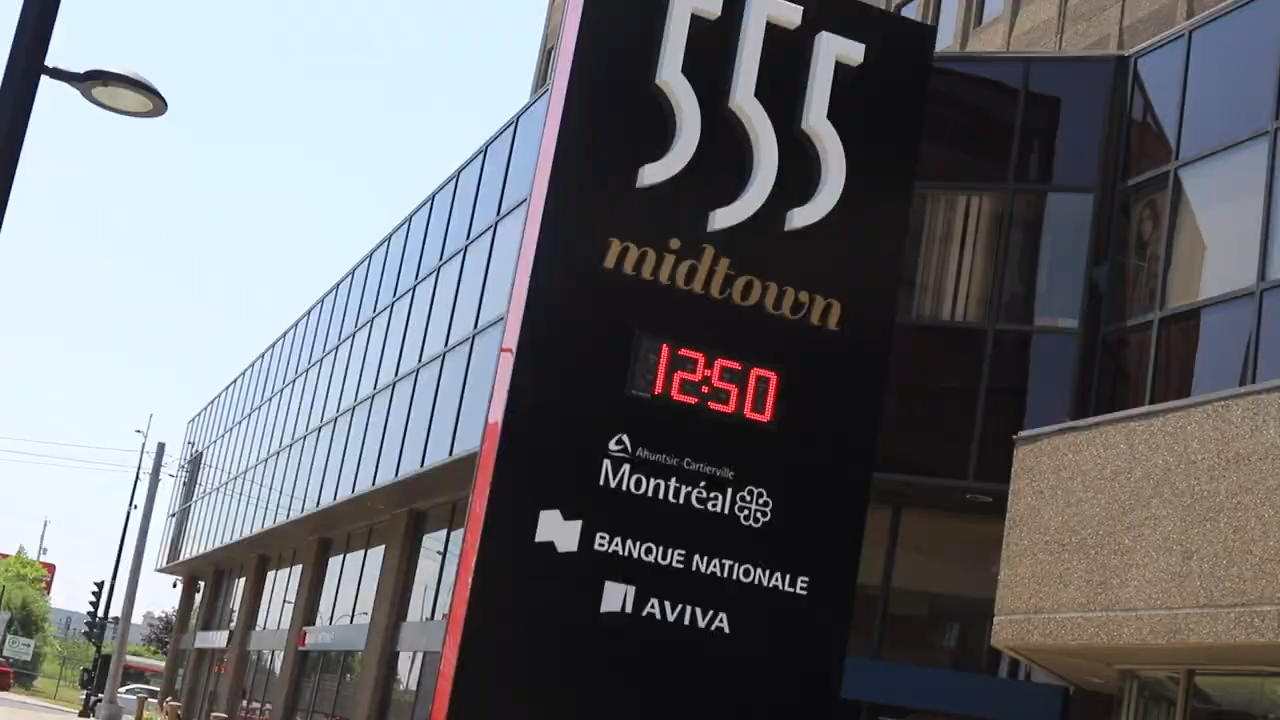 555
midtown
12:50
Ahuntsic-Cartierville
Montréal
BANQUE NATIONALE
AVIVA